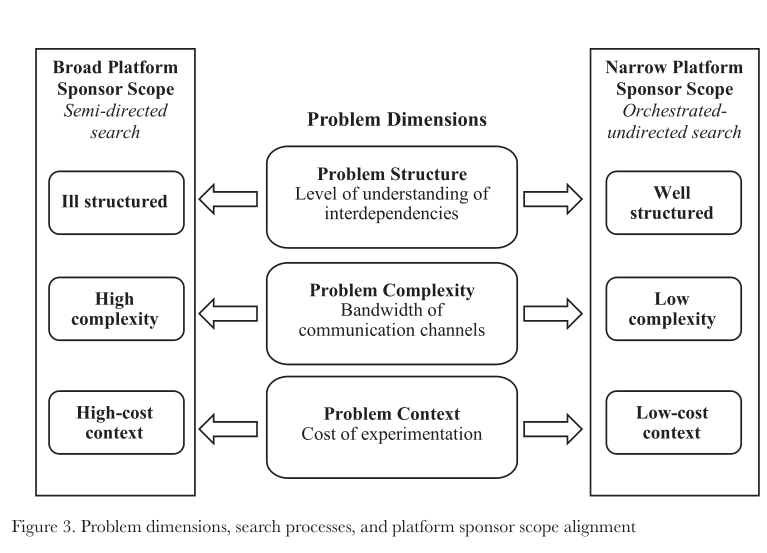 Broad Platform
Sponsor Scope
Semi-directed
search
Ill structured
High
complexity
High-cost
context
Problem Dimensions
Problem Structure
Level of understanding of
interdependencies
Problem Complexity
Bandwidth of
communication channels
Problem Context
Cost of experimentation
Narrow Platform
Sponsor Scope
Orchestrated-
undirected search
Well
structured
Low
complexity
Low-cost
context
Figure 3. Problem dimensions, search processes, and platform sponsor scope alignment